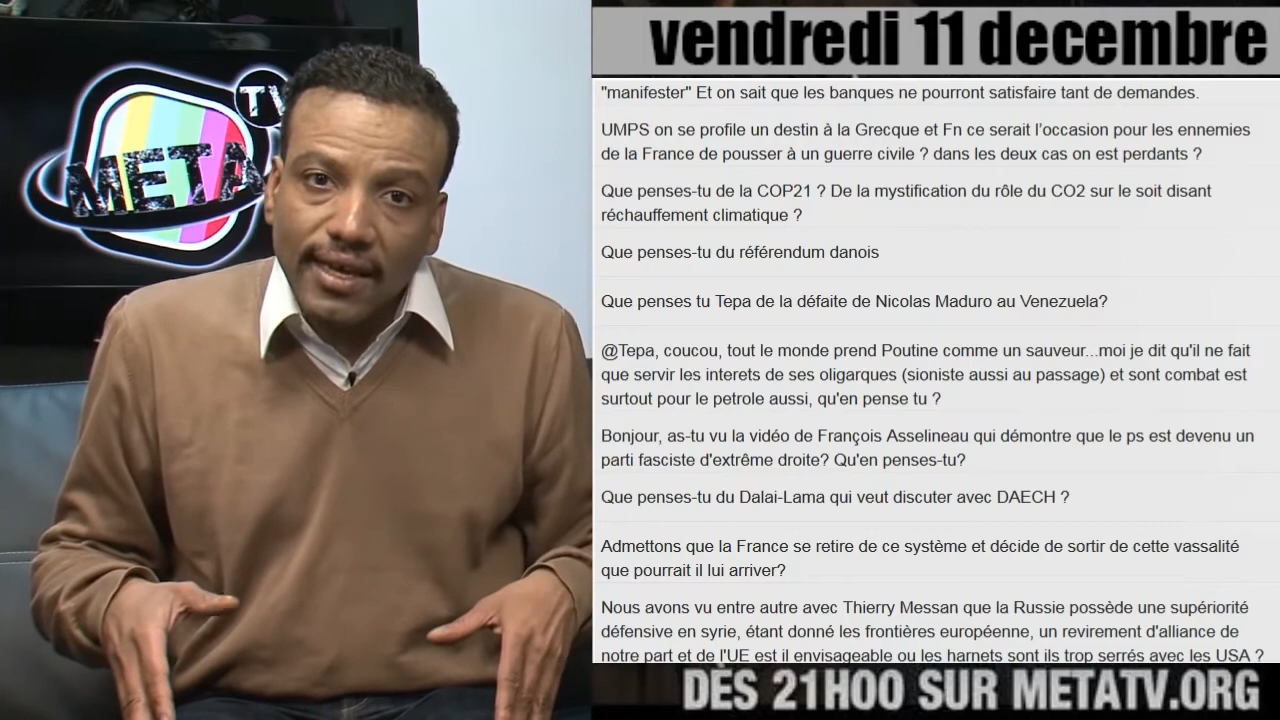 TV
META
vendredi 11 decembre
"manifester" Et on sait que les banques ne pourront satisfaire tant de demandes.
UMPS on se profile un destin à la Grecque et Fn ce serait l'occasion pour les ennemies
de la France de pousser à un guerre civile ? dans les deux cas on est perdants ?
Que penses-tu de la COP21 ? De la mystification du rôle du CO2 sur le soit disant
réchauffement climatique ?
Que penses-tu du référendum danois
Que penses tu Tepa de la défaite de Nicolas Maduro au Venezuela?
@Tepa, coucou, tout le monde prend Poutine comme un sauveur...moi je dit qu'il ne fait
que servir les interets de ses oligarques (sioniste aussi au passage) et sont combat est
surtout pour le petrole aussi, qu'en pense tu ?
Bonjour, as-tu vu la vidéo de François Asselineau qui démontre que le ps est devenu un
parti fasciste d'extrême droite? Qu'en penses-tu?
Que penses-tu du Dalai-Lama qui veut discuter avec DAECH ?
Admettons que la France se retire de ce système et décide de sortir de cette vassalité
que pourrait il lui arriver?
Nous avons vu entre autre avec Thierry Messan que la Russie possède une supériorité
défensive en syrie, étant donné les frontières européenne, un revirement d'alliance de
notre part et de l'UE est il envisageable ou les harnets sont ils trop serrés avec les USA ?
DÈS 21H00 SUR METATV.ORG